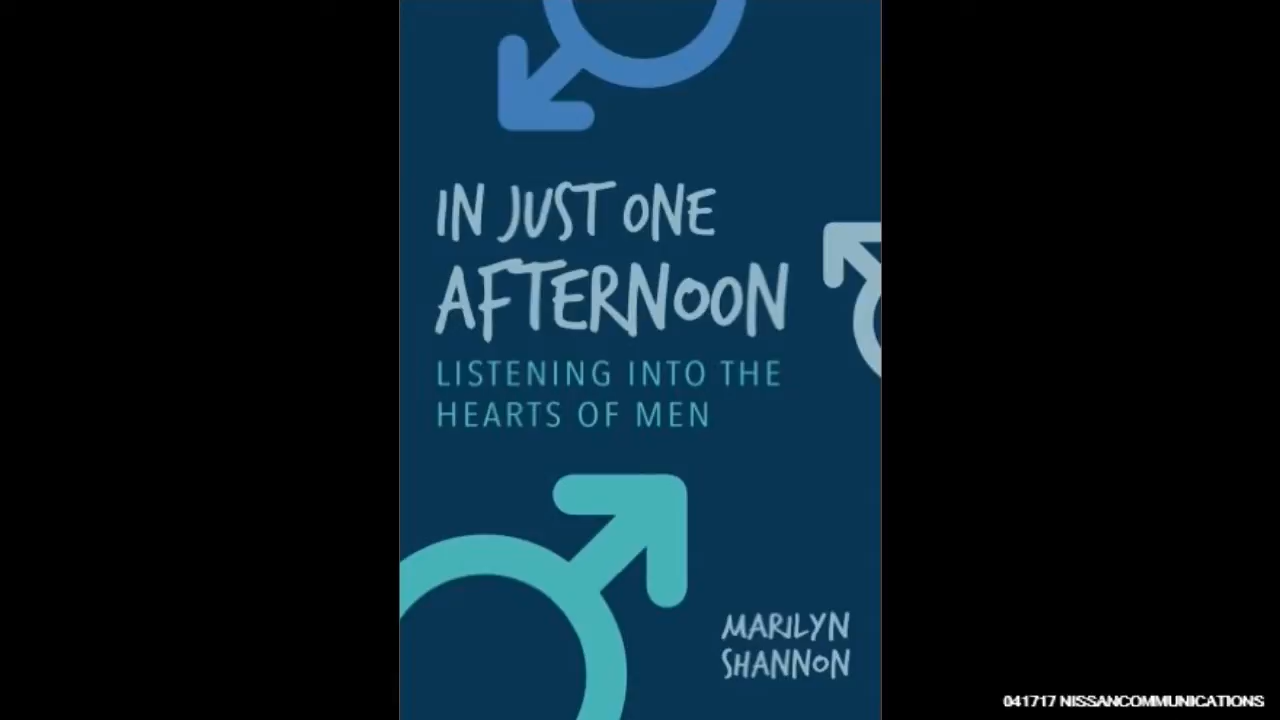 IN JUST ONE
AFTERNOON
LISTENING INTO THE
HEARTS OF MEN
MARILYN
SHANNON
041717 NISSANCOMMUNICATIONS